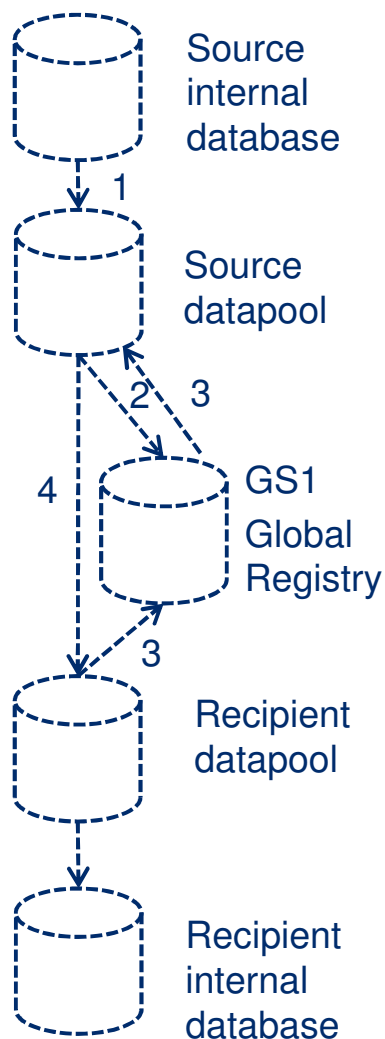 Source
internal
database
1
Source
datapool
2
3
4
GS1
Global
Registry
3
Recipient
datapool
Recipient
internal
database